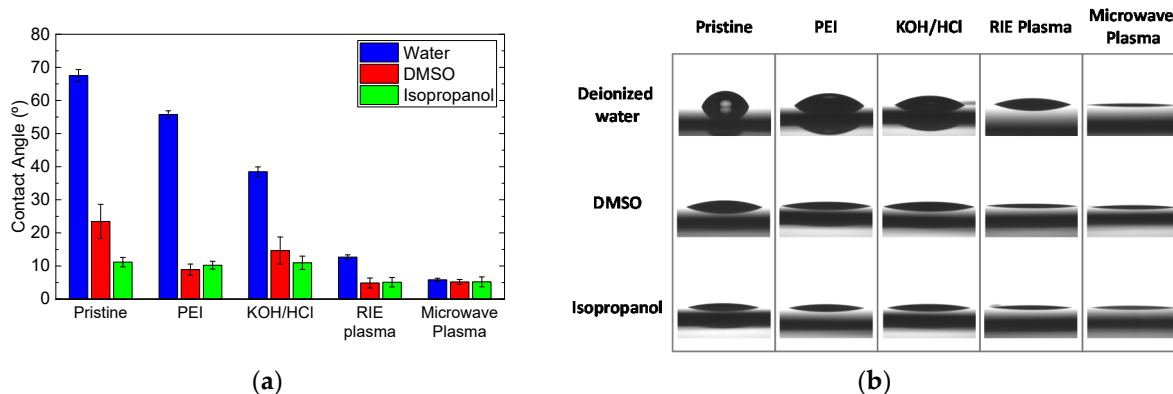 80
70
60
50
40
30
20
10
0
Contact Angle (º)
Water
DMSO
Isopropanol
Pristine
PEI
KOH/HCl
RIE
plasma
Microwave
Plasma
(a)
Pristine
PEI
KOH/HCl
RIE Plasma
Microwave
Plasma
Deionized
water
DMSO
Isopropanol
(b)